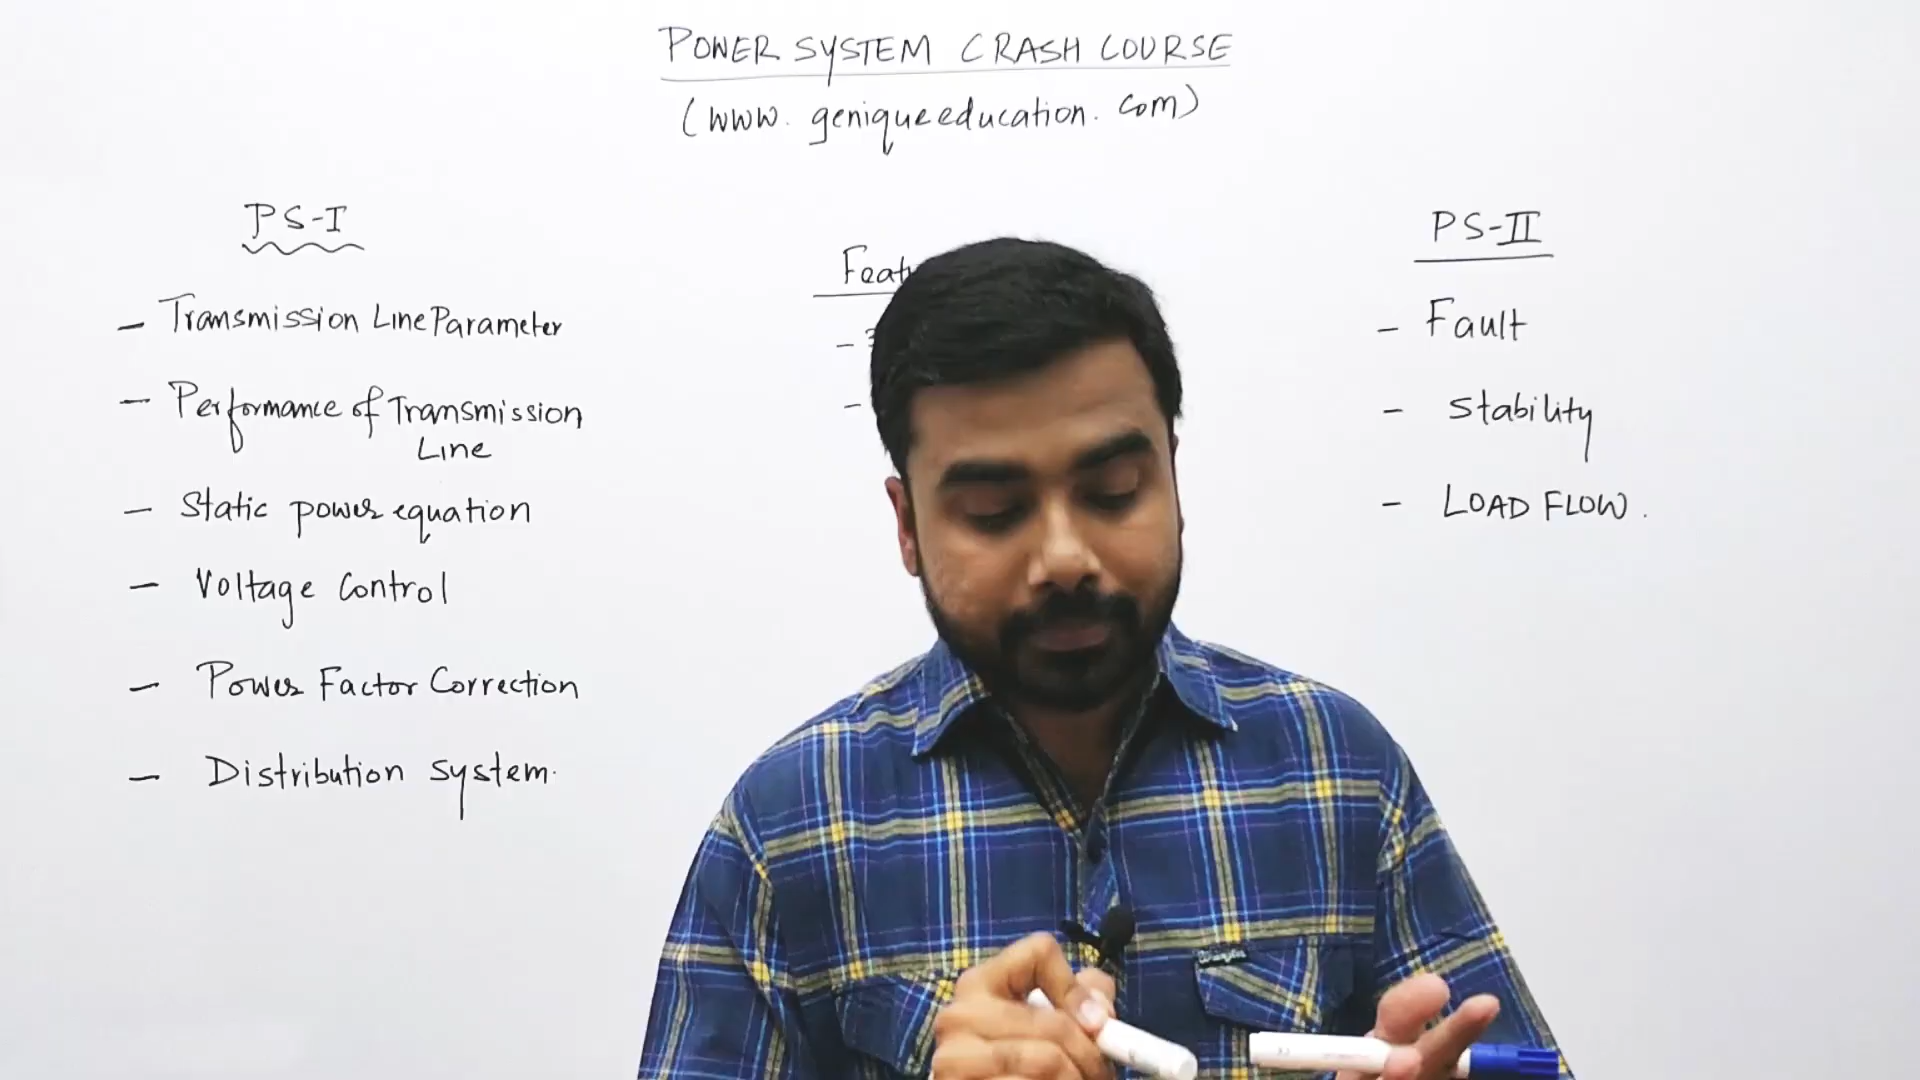 POWER SYSTEM CRASH COURSE
(www.geniqueeducation.com)
PS-I
- Transmission Line Parameter
- Performance of Transmission
Line
- Static power equation
- Voltage Control
- Power Factor Correction
- Distribution system.
PS-II
- Fault
- Stability
- LOAD FLOW.
Wrangler